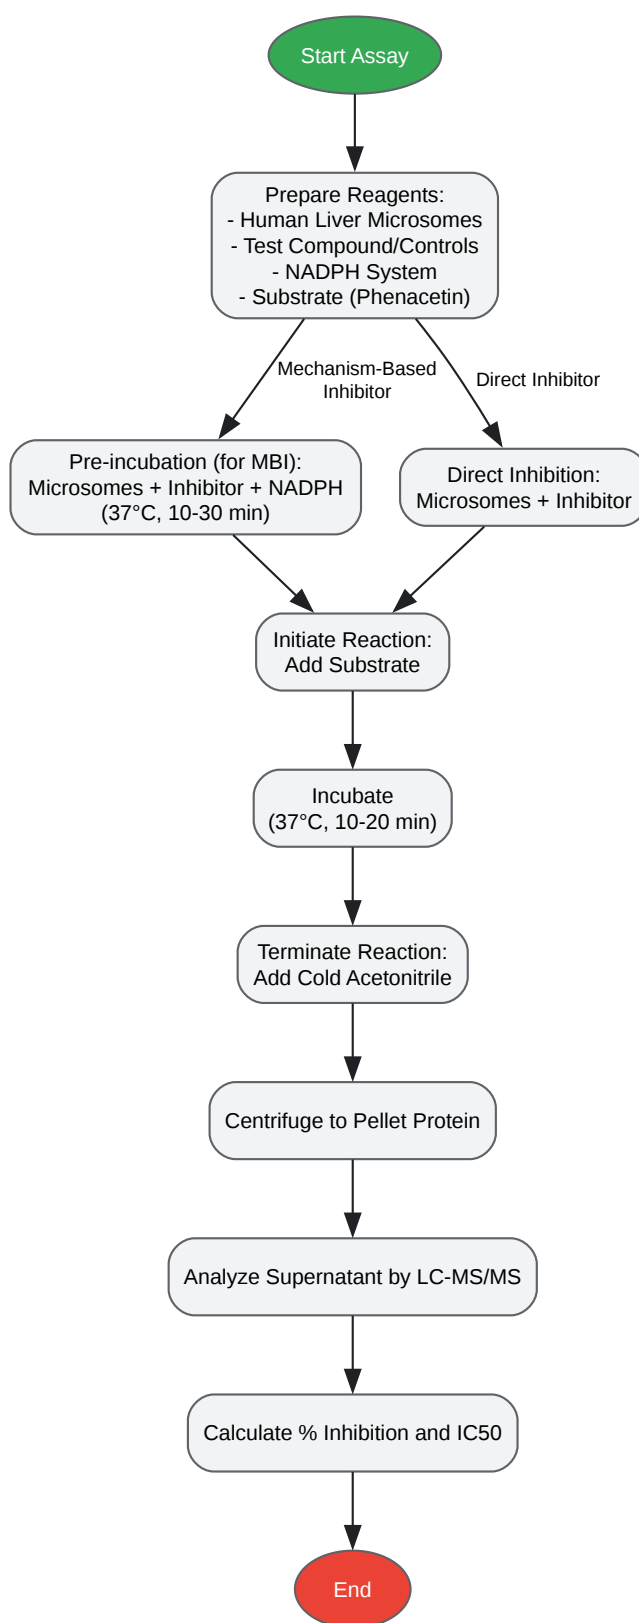 Start Assay
Prepare Reagents:
- Human Liver Microsomes
- Test Compound/Controls
- NADPH System
- Substrate (Phenacetin)
Mechanism-Based
Inhibitor
Direct Inhibitor
Pre-incubation (for MBI):
Microsomes + Inhibitor + NADPH
(37°C, 10-30 min)
Direct Inhibition:
Microsomes + Inhibitor
Initiate Reaction:
Add Substrate
Incubate
(37°C, 10-20 min)
Terminate Reaction:
Add Cold Acetonitrile
Centrifuge to Pellet Protein
Analyze Supernatant by LC-MS/MS
Calculate % Inhibition and IC50
End